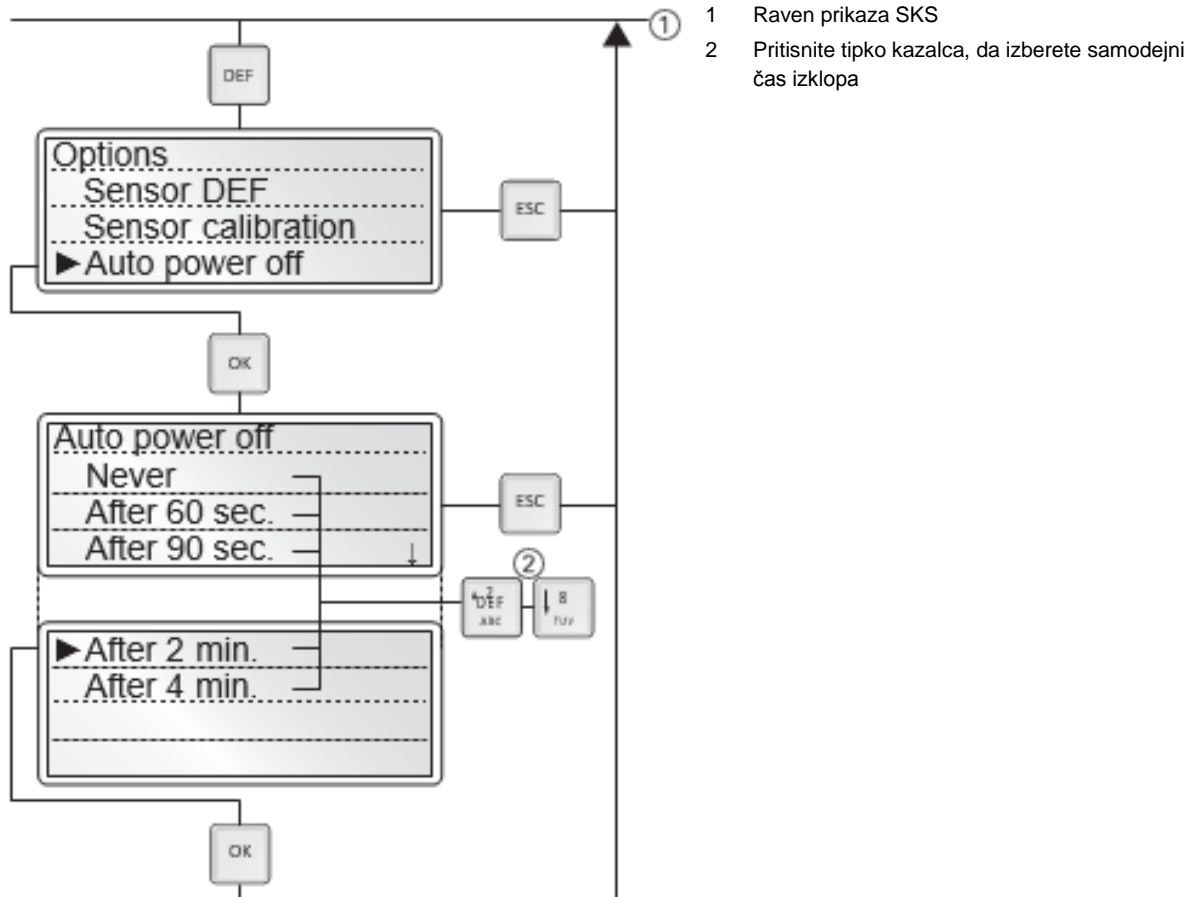 ① 1 Raven prikaza SKS
2 Pritisnite tipko kazalca, da izberete samodejni
čas izklopa
DEF
Options
Sensor DEF
Sensor calibration
▶Auto power off
ESC
OK
Auto power off
Never
After 60 sec.
After 90 sec. ↓
ESC
②
2
DEF
ABC
↓ 8
TUV
▶After 2 min.
After 4 min.
OK